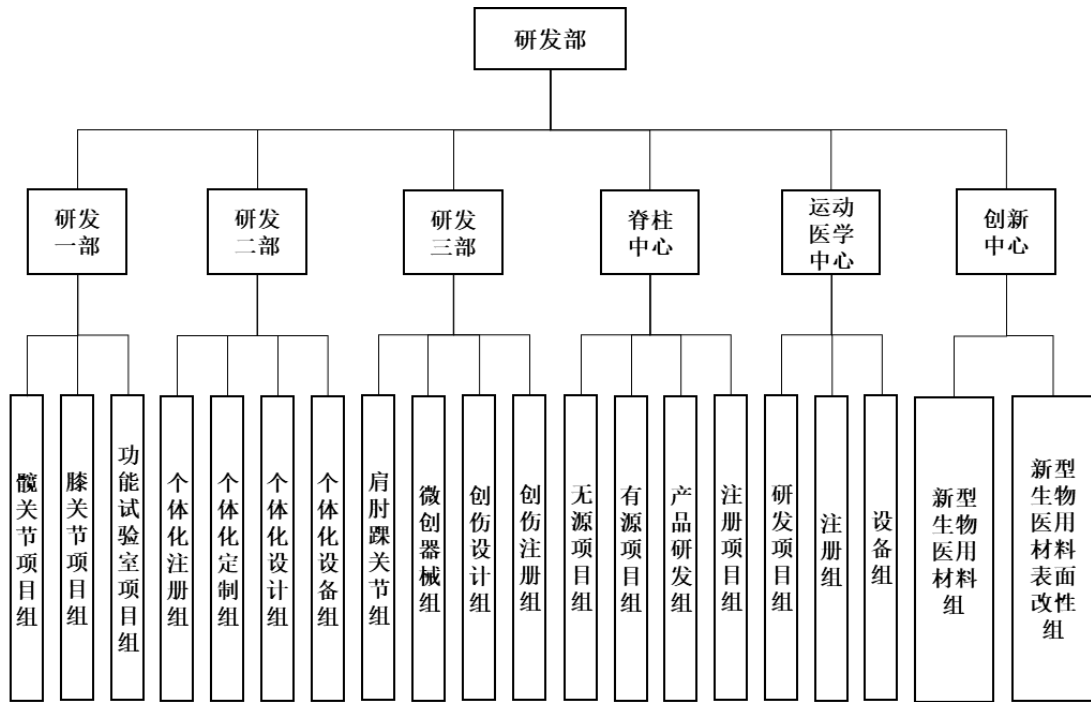 研发部
研发
一部
研发
二部
研发
三部
脊柱
中心
运动
医学
中心
创新
中心
髋关节项目组
膝关节项目组
功能试验室项目组
个体化注册组
个体化定制组
个体化设计组
个体化设备组
肩肘踝关节组
微创器械组
创伤设计组
创伤注册组
无源项目组
有源项目组
产品研发组
注册项目组
研发项目组
注册组
设备组
新型
生物
医用
材料
组
新型
生物
医用
材料
表面
改性
组